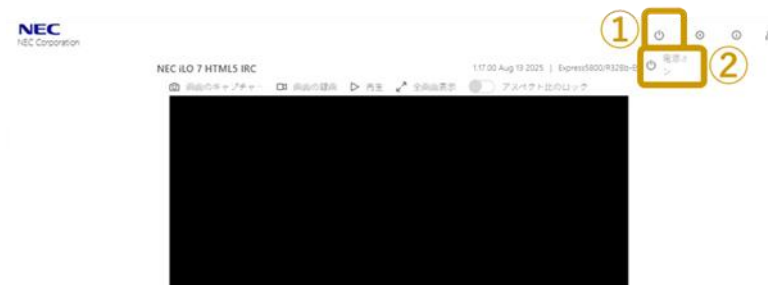 NEC
NEC Corporation
①
②
電源オ
ン
NEC iLO 7 HTML5 IRC
1.17.00 Aug 13 2025 | Express5800/R328b-E
画面のキャプチャー 画面の録画 再生 全画面表示 アスペクト比のロック